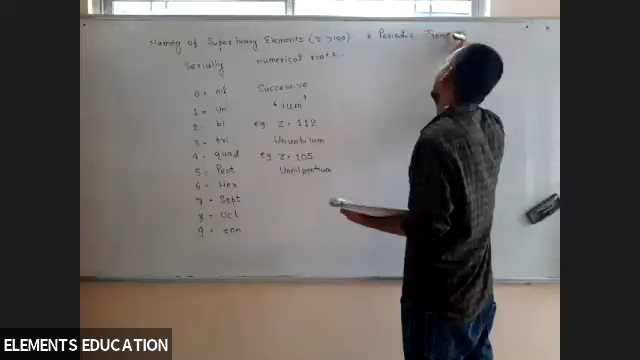 Naming of Super heavy Elements (Z >100) & Periodic Trend
Serially numerical roots.
0 = nil Successive
1 = un 'ium'
2 - bi eg Z = 112
3 = tri Ununbium
4 = quad eg Z = 105
5 = Pent Unnilpentium
6 = Hex
7 = Sept
8 = Oct
9 = enn
ELEMENTS EDUCATION